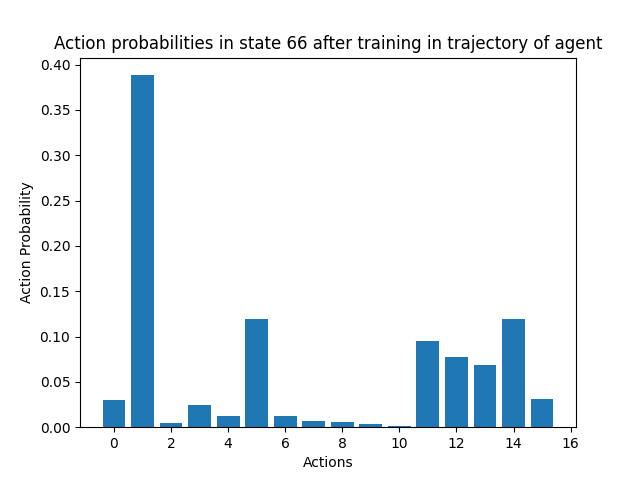 Action probabilities in state 66 after training in trajectory of agent
0.40
0.35
0.30
0.25
0.20
0.15
0.10
0.05
0.00
Action Probability
0 2 4 6 8 10 12 14 16
Actions